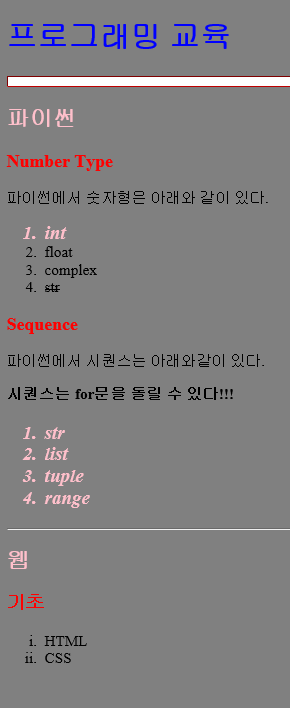 프로그래밍 교육
파이썬
Number Type
파이썬에서 숫자형은 아래와 같이 있다.
1. int
2. float
3. complex
4. str
Sequence
파이썬에서 시퀀스는 아래와같이 있다.
시퀀스는 for문을 돌릴 수 있다!!!
1. str
2. list
3. tuple
4. range
웹
기초
i. HTML
ii. CSS